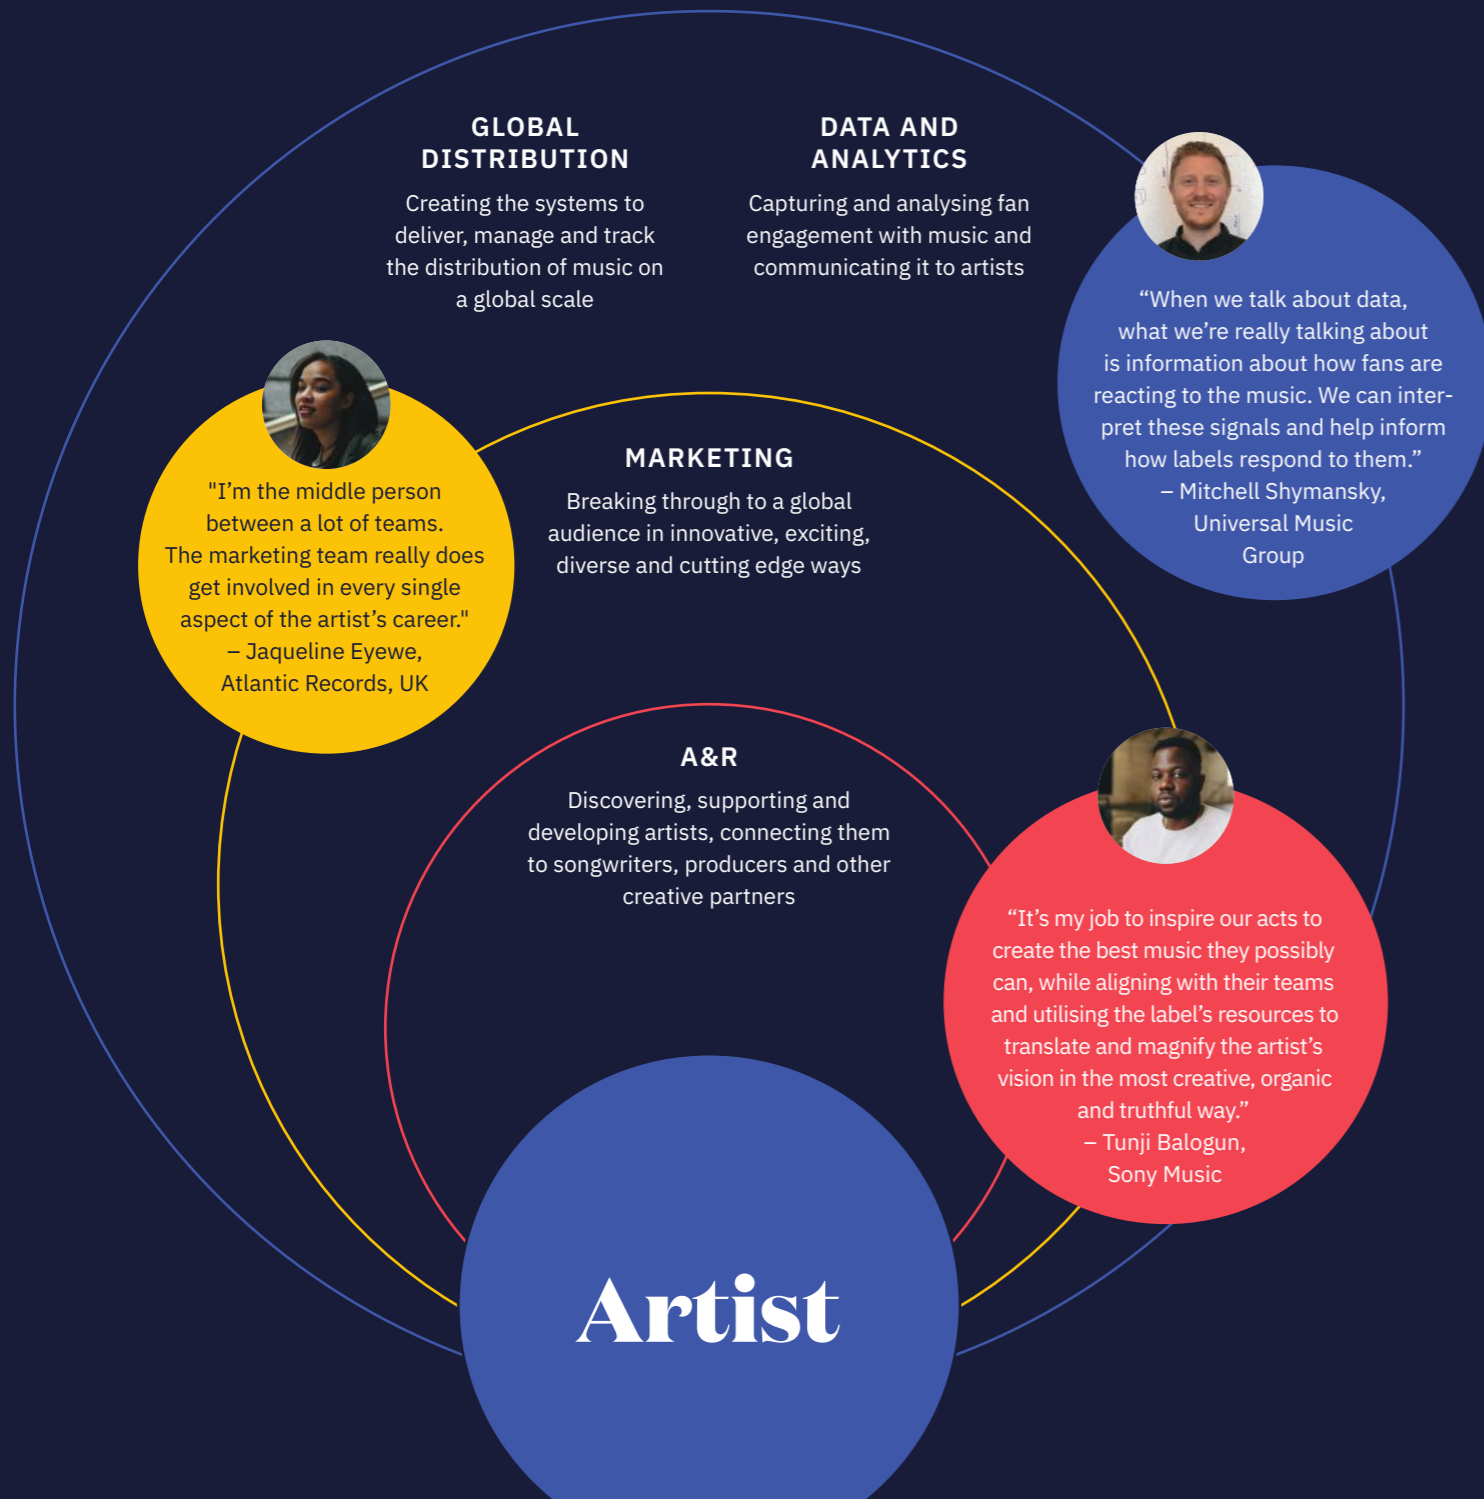 GLOBAL
DISTRIBUTION
Creating the systems to
deliver, manage and track
the distribution of music on
a global scale
DATA AND
ANALYTICS
Capturing and analysing fan
engagement with music and
communicating it to artists
“When we talk about data,
what we’re really talking about
is information about how fans are
reacting to the music. We can inter-
pret these signals and help inform
how labels respond to them.”
– Mitchell Shymansky,
Universal Music
Group
"I’m the middle person
between a lot of teams.
The marketing team really does
get involved in every single
aspect of the artist’s career."
– Jaqueline Eyewe,
Atlantic Records, UK
MARKETING
Breaking through to a global
audience in innovative, exciting,
diverse and cutting edge ways
A&R
Discovering, supporting and
developing artists, connecting them
to songwriters, producers and other
creative partners
“It’s my job to inspire our acts to
create the best music they possibly
can, while aligning with their teams
and utilising the label’s resources to
translate and magnify the artist’s
vision in the most creative, organic
and truthful way.”
– Tunji Balogun,
Sony Music
Artist